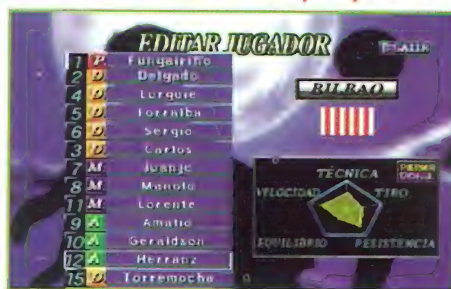 EDITAR JUGADOR
SALIR
1 P. Fungairiño
2 D. Delgado
4 D. Lurquie
5 D. Torralba
6 D. Sergio
3 D. Carlos
7 M. Juanje
8 M. Manolo
11 M. Lorente
9 A. Amatio
10 A. Geraldson
12 A. Herranz
15 D. Torremocha
BILBAO
TÉCNICA
VELOCIDAD
TIRO
EQUILIBRIO
RESISTENCIA